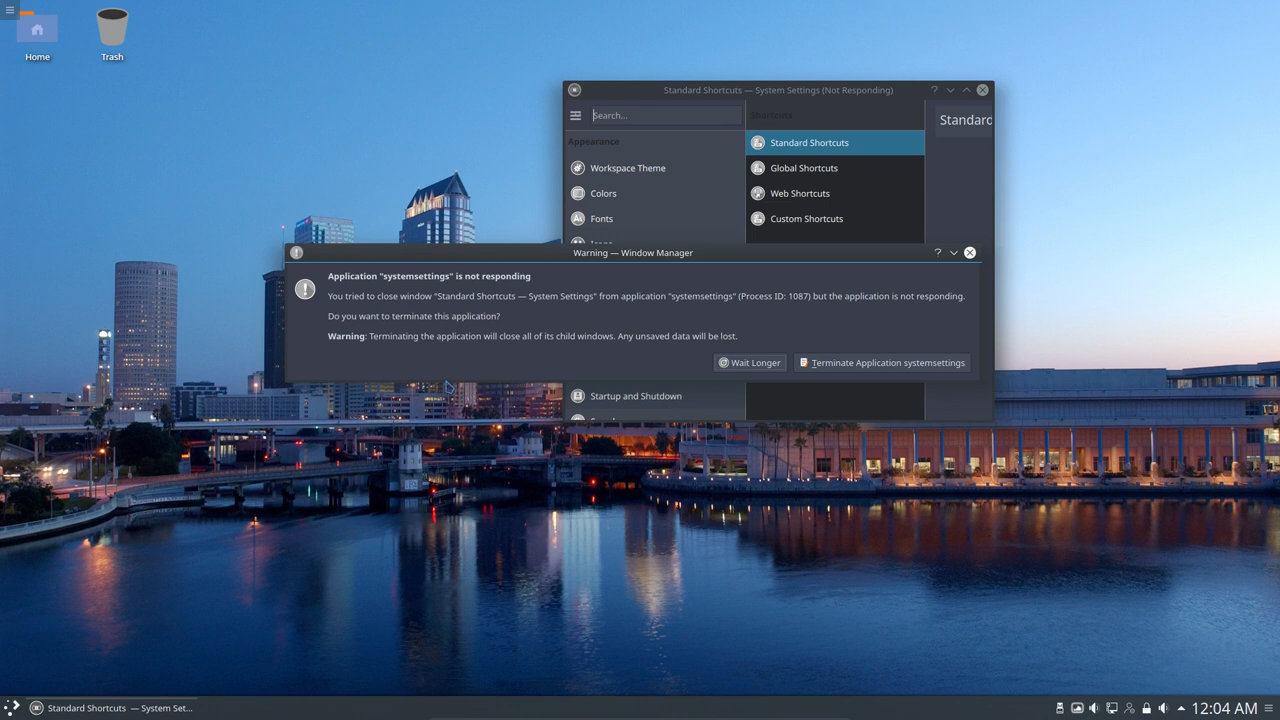 Home
Trash
Standard Shortcuts — System Settings (Not Responding)
Search...
Shortcuts
Standard
Appearance
Standard Shortcuts
Workspace Theme
Global Shortcuts
Colors
Web Shortcuts
Fonts
Custom Shortcuts
Warning — Window Manager
Application "systemsettings" is not responding
You tried to close window "Standard Shortcuts — System Settings" from application "systemsettings" (Process ID: 1087) but the application is not responding.
Do you want to terminate this application?
Warning: Terminating the application will close all of its child windows. Any unsaved data will be lost.
Wait Longer
Terminate Application systemsettings
Startup and Shutdown
Standard Shortcuts — System Set...
12:04 AM